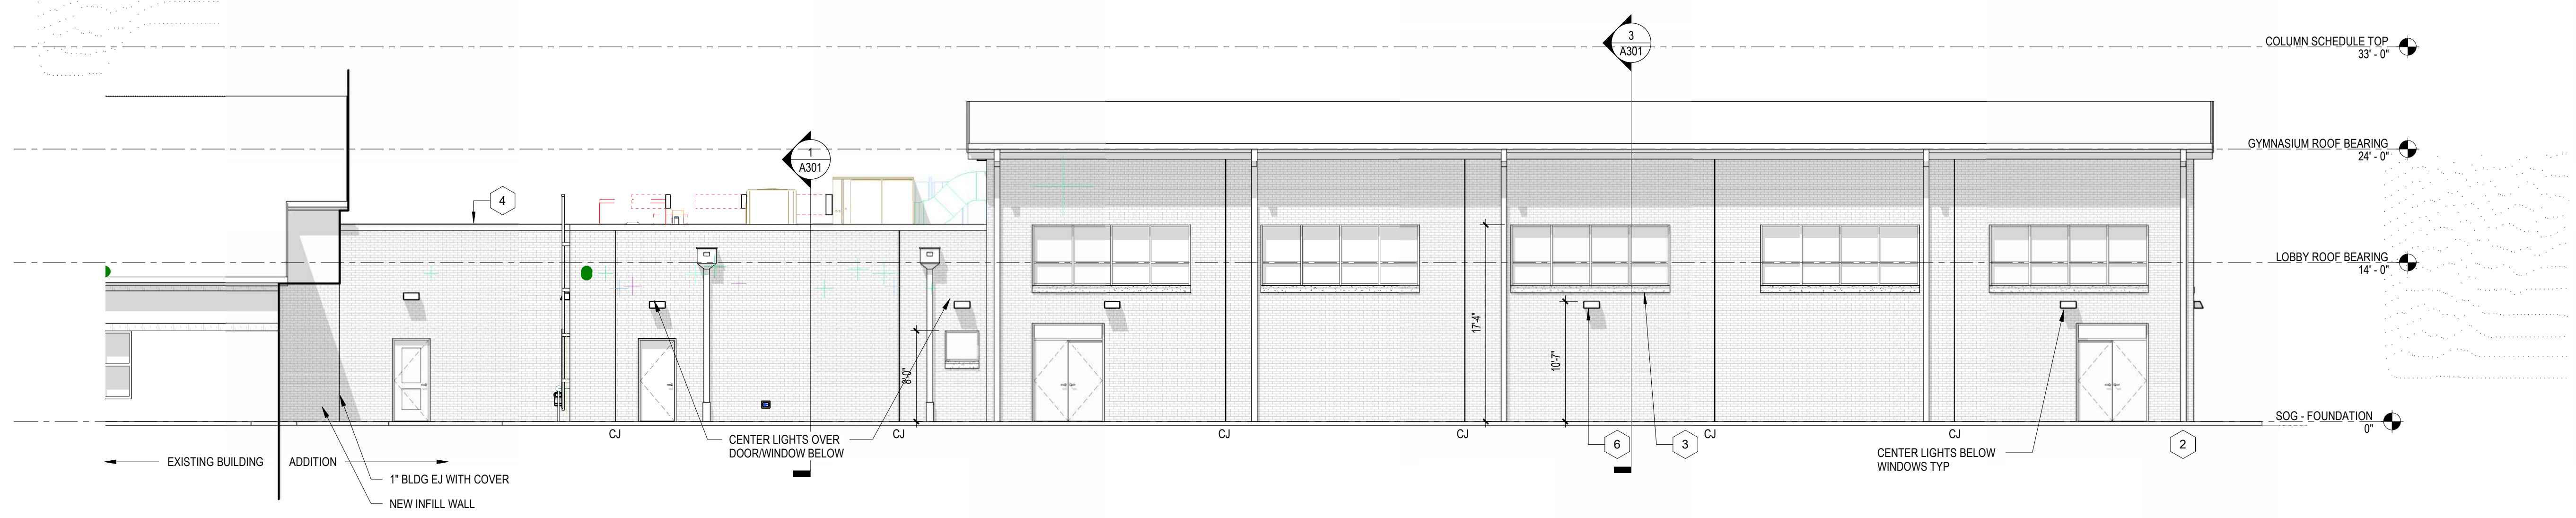 COLUMN SCHEDULE TOP
33' - 0"
3
A301
GYMNASIUM ROOF BEARING
24' - 0"
1
A301
4
LOBBY ROOF BEARING
14' - 0"
17'-4"
10'-7"
8'-0"
SOG - FOUNDATION
0"
CJ
CJ
CJ
CJ
CJ
CJ
CENTER LIGHTS OVER
DOOR/WINDOW BELOW
6
3
2
CENTER LIGHTS BELOW
WINDOWS TYP
EXISTING BUILDING
ADDITION
1" BLDG EJ WITH COVER
NEW INFILL WALL